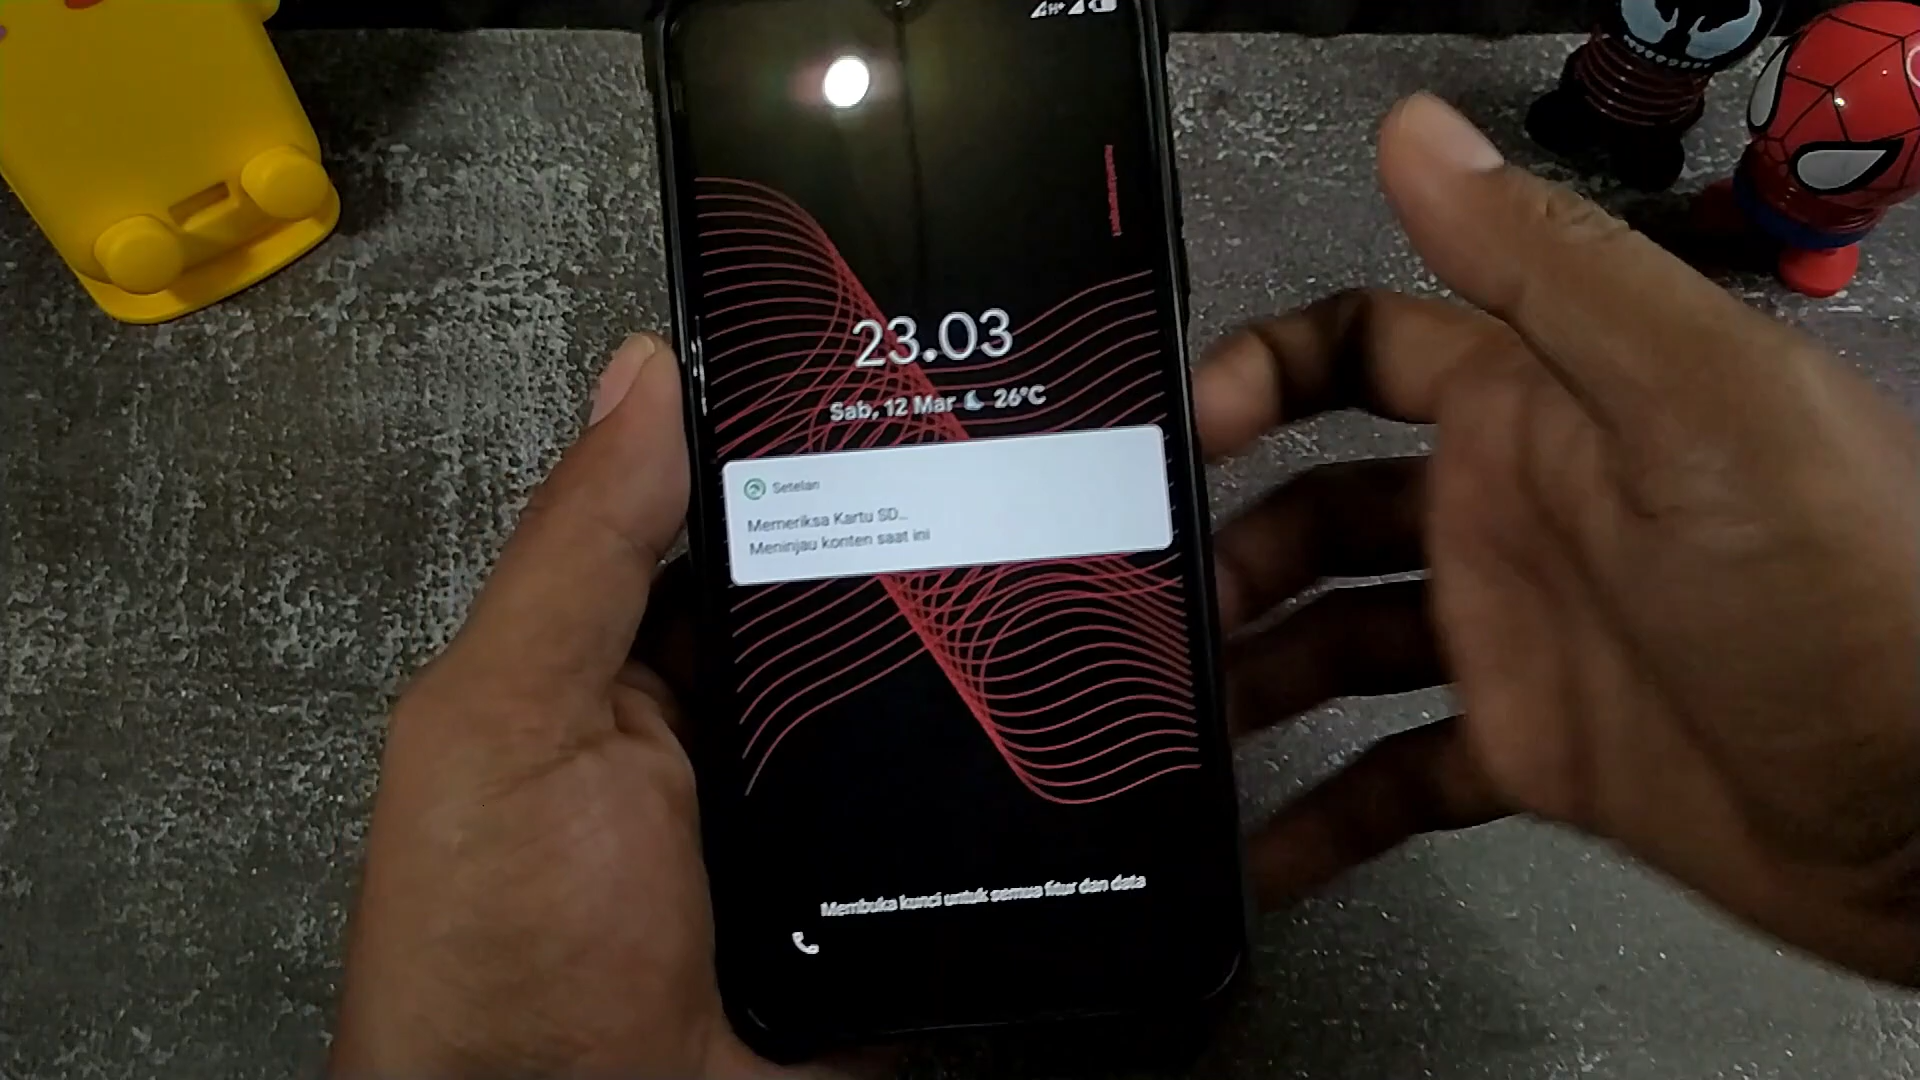 H+
23.03
Sab, 12 Mar 26°C
Setelan
Memeriksa Kartu SD...
Meninjau konten saat ini
Membuka kunci untuk semua fitur dan data